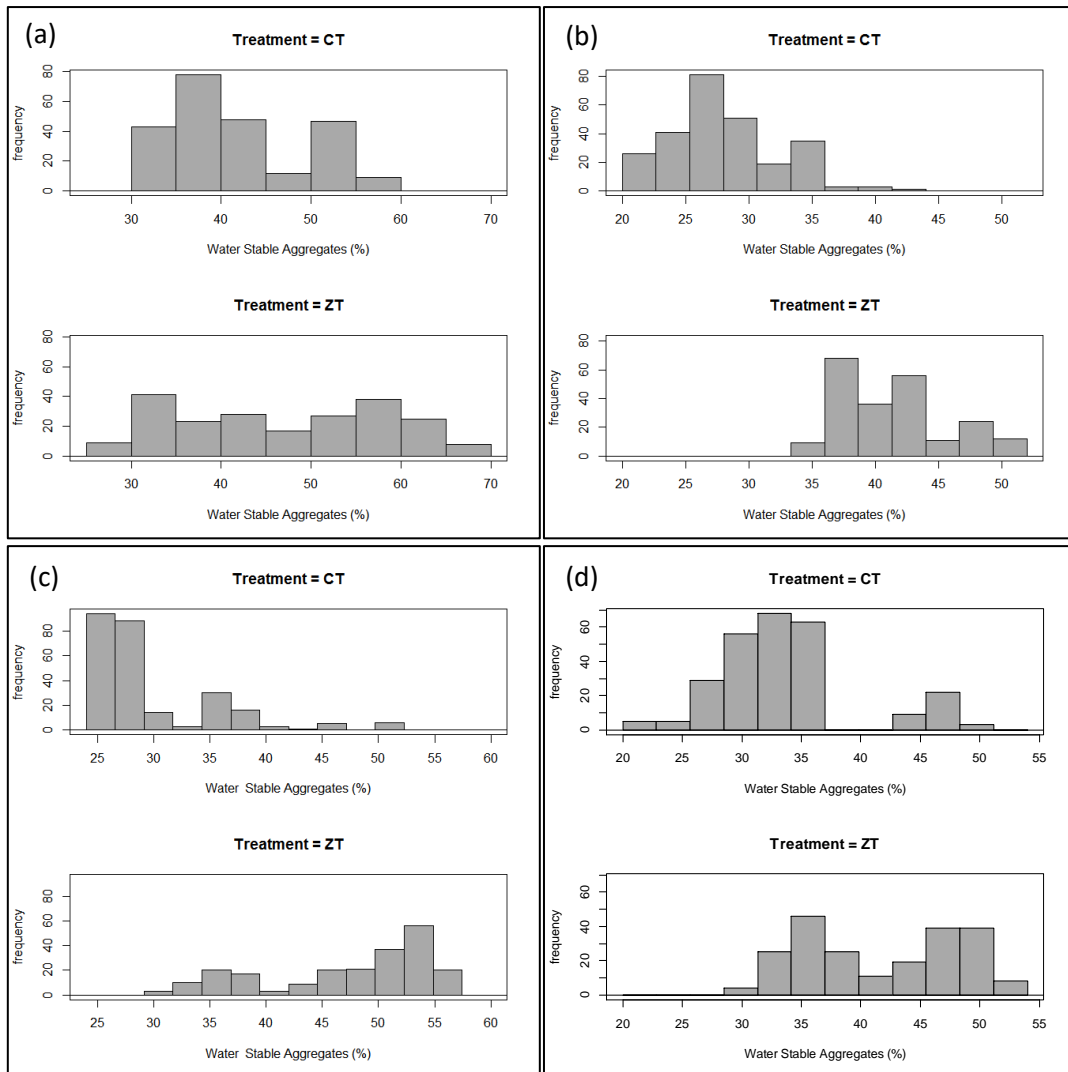 (a)
Treatment = CT
frequency
0 20 40 60 80
30 40 50 60 70
Water Stable Aggregates (%)
Treatment = ZT
frequency
0 20 40 60 80
30 40 50 60 70
Water Stable Aggregates (%)
(b)
Treatment = CT
frequency
0 20 40 60 80
20 25 30 35 40 45 50
Water Stable Aggregates (%)
Treatment = ZT
frequency
0 20 40 60 80
20 25 30 35 40 45 50
Water Stable Aggregates (%)
(c)
Treatment = CT
frequency
0 20 40 60 80
25 30 35 40 45 50 55 60
Water Stable Aggregates (%)
Treatment = ZT
frequency
0 20 40 60 80
25 30 35 40 45 50 55 60
Water Stable Aggregates (%)
(d)
Treatment = CT
frequency
0 20 40 60
20 25 30 35 40 45 50 55
Water Stable Aggregates (%)
Treatment = ZT
frequency
0 20 40 60
20 25 30 35 40 45 50 55
Water Stable Aggregates (%)